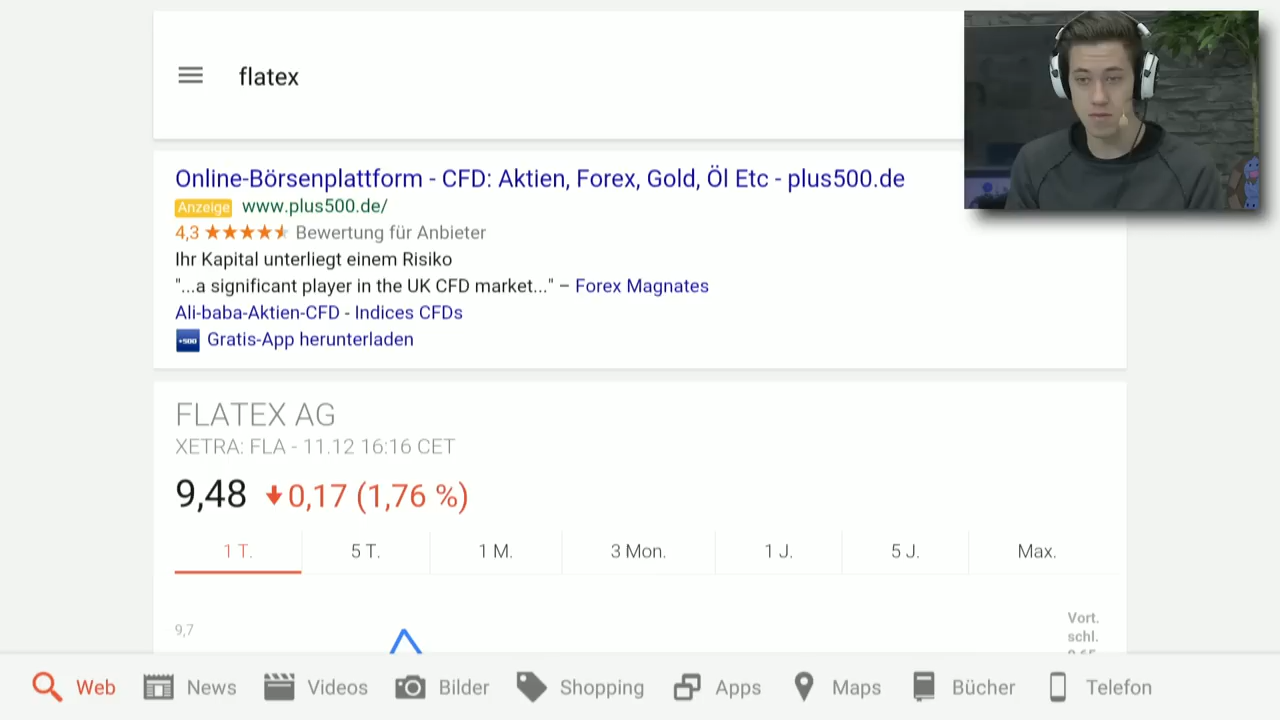 flatex
Online-Börsenplattform - CFD: Aktien, Forex, Gold, Öl Etc - plus500.de
Anzeige www.plus500.de/
4,3 ★★★★★ Bewertung für Anbieter
Ihr Kapital unterliegt einem Risiko
"...a significant player in the UK CFD market..." – Forex Magnates
Ali-baba-Aktien-CFD - Indices CFDs
+500 Gratis-App herunterladen
FLATEX AG
XETRA: FLA - 11.12 16:16 CET
9,48 0,17 (1,76 %)
1 T. 5 T. 1 M. 3 Mon. 1 J. 5 J. Max.
9,7
Vort.
schl.
Web News Videos Bilder Shopping Apps Maps Bücher Telefon